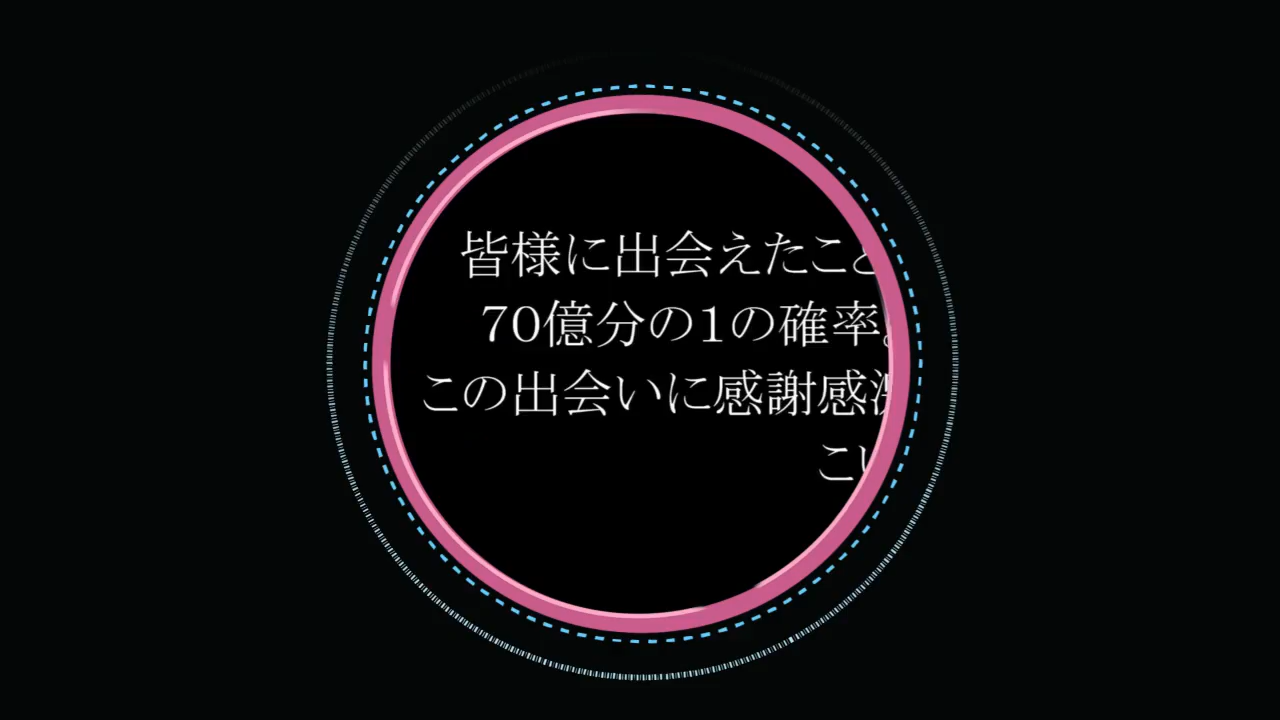 皆様に出会えたこと
70億分の1の確率。
この出会いに感謝感
こ